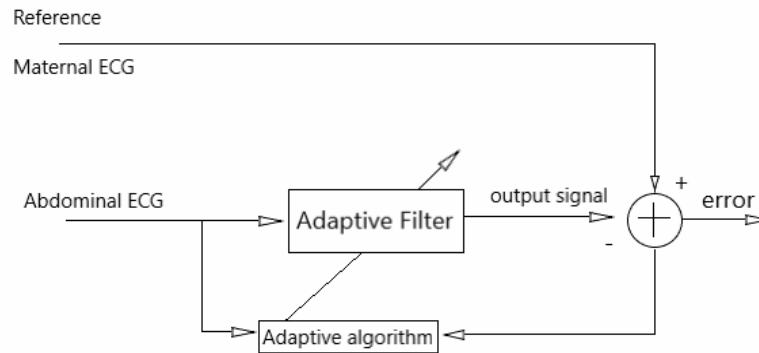 Reference
Maternal ECG
Abdominal ECG
Adaptive Filter
output signal
+
-
error
Adaptive algorithm